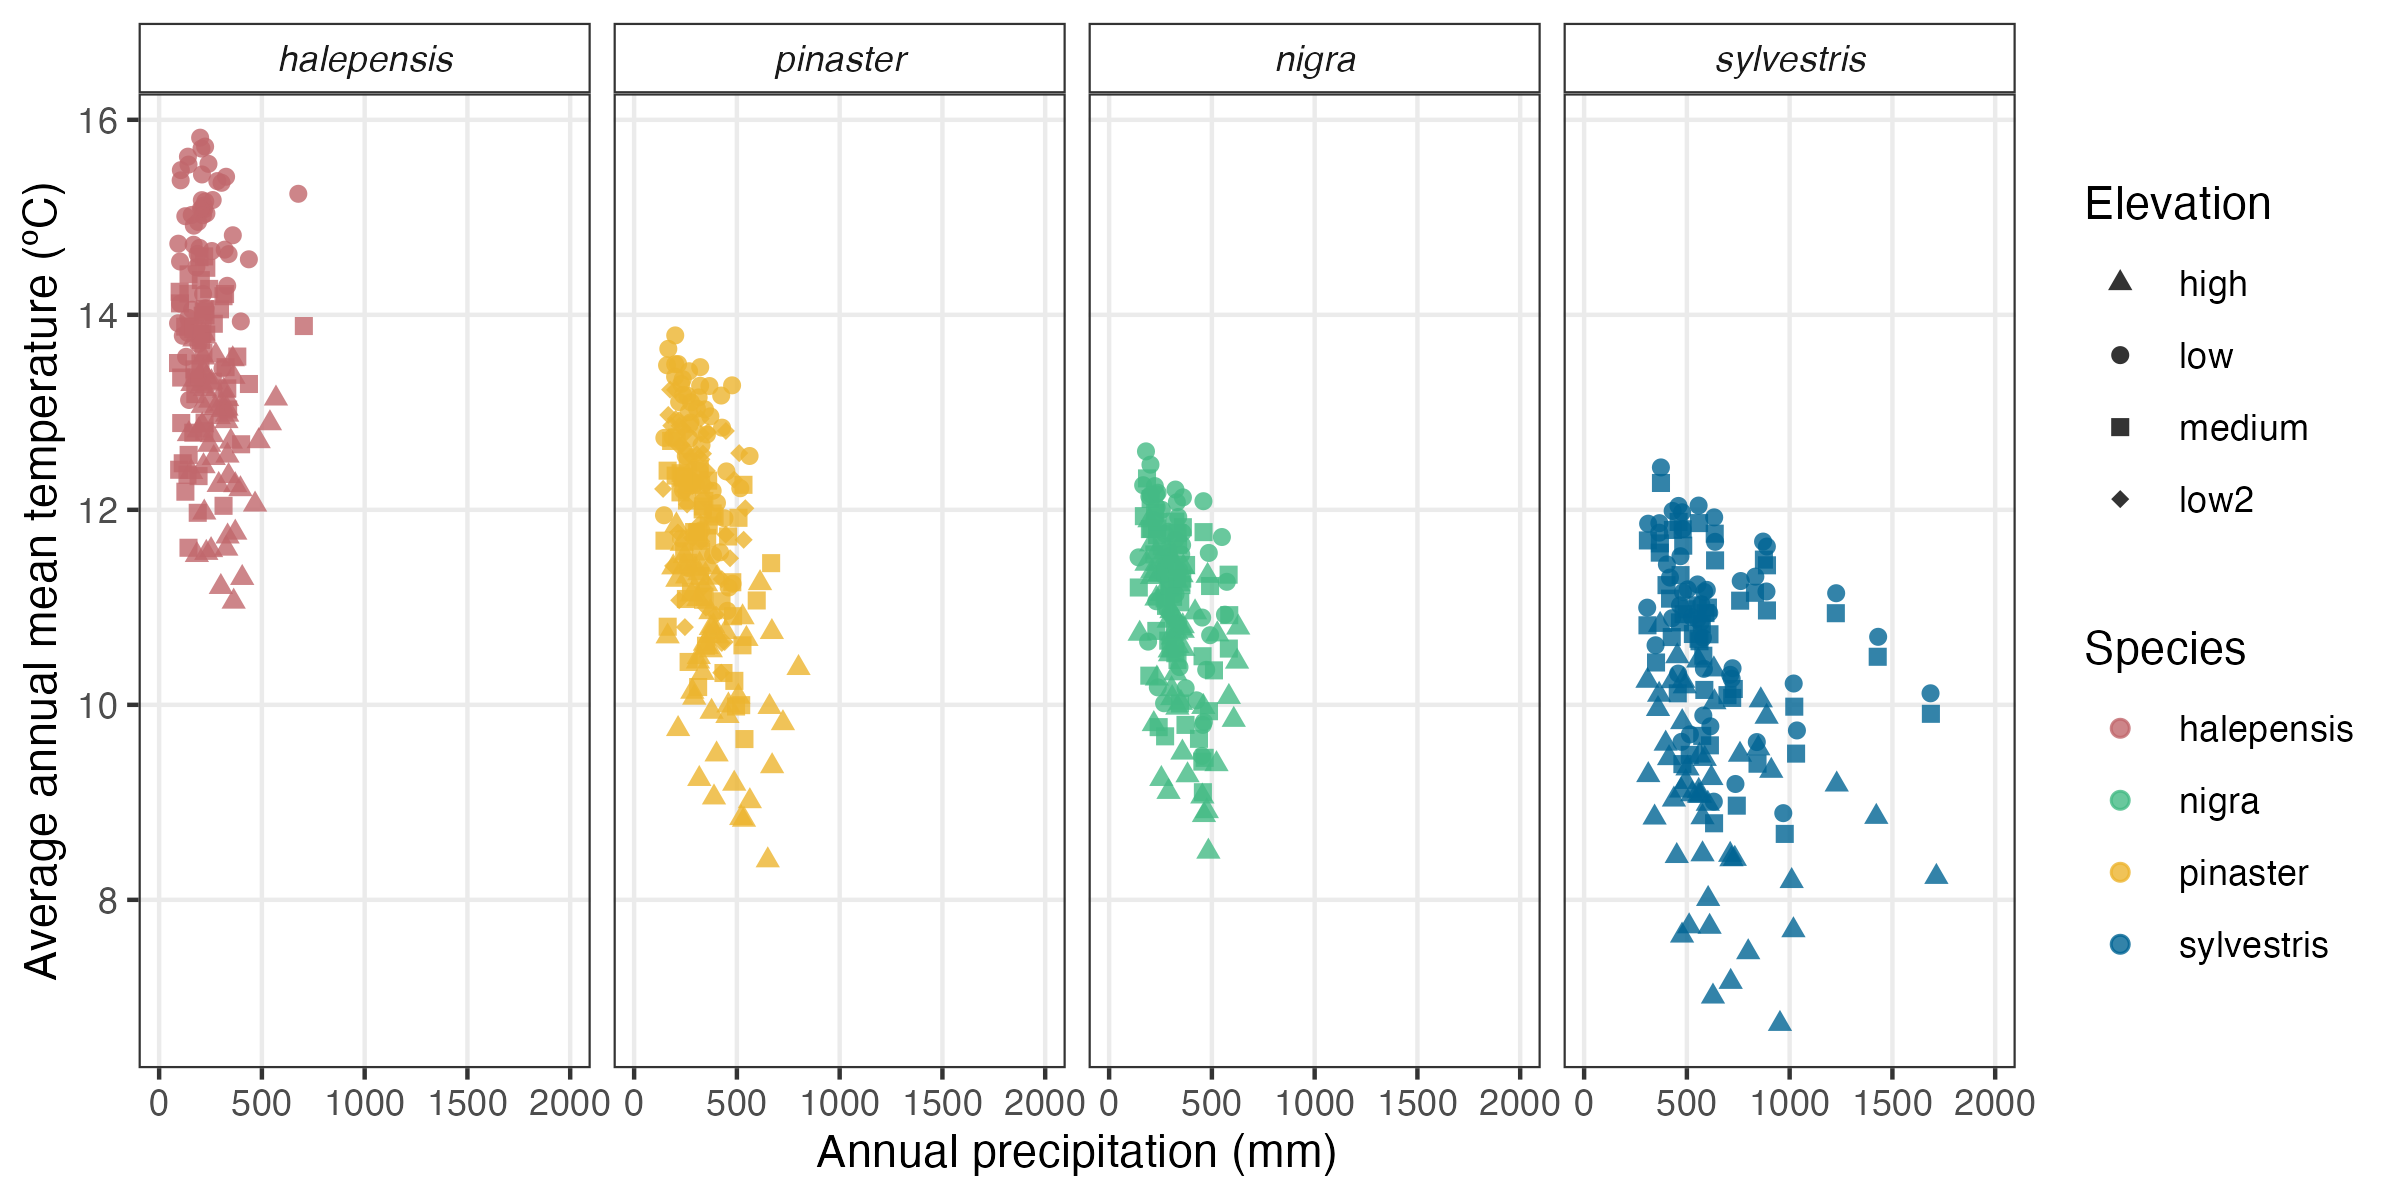 halepensis pinaster nigra sylvestris
Average annual mean temperature (ºC)
16
14
12
10
8
0 500 1000 1500 2000 0 500 1000 1500 2000 0 500 1000 1500 2000 0 500 1000 1500 2000
Annual precipitation (mm)
Elevation
high
low
medium
low2
Species
halepensis
nigra
pinaster
sylvestris